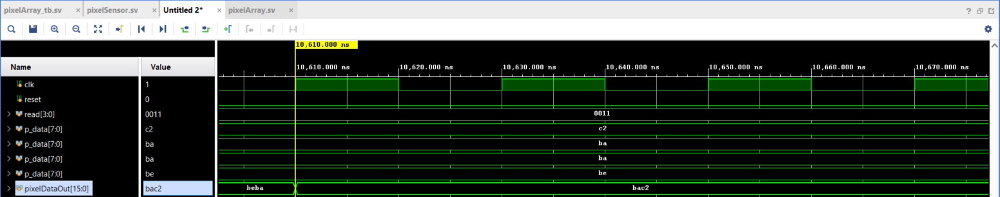 pixelArray_tb.sv × pixelSensor.sv × Untitled 2* × pixelArray.sv ×
10,610.000 ns
Name Value
10,610.000 ns 10,620.000 ns 10,630.000 ns 10,640.000 ns 10,650.000 ns 10,660.000 ns 10,670.000 ns
clk 1
reset 0
read[3:0] 0011 0011
p_data[7:0] c2 c2
p_data[7:0] ba ba
p_data[7:0] ba ba
p_data[7:0] be be
pixelDataOut[15:0] bac2 beba bac2